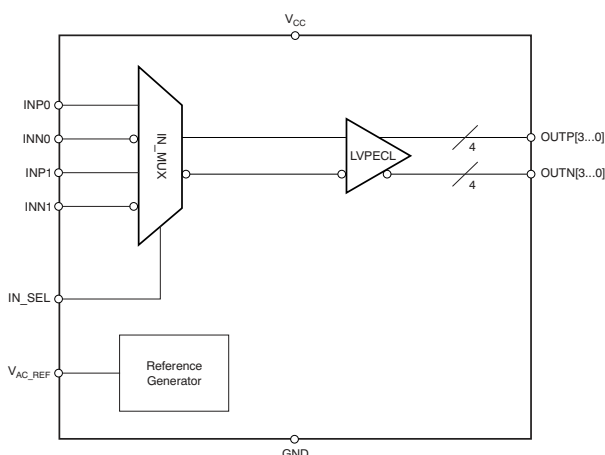 VCC
INP0
INN0
INP1
INN1
IN_MUX
LVPECL
4
OUTP[3...0]
4
OUTN[3...0]
IN_SEL
VAC_REF
Reference
Generator
GND